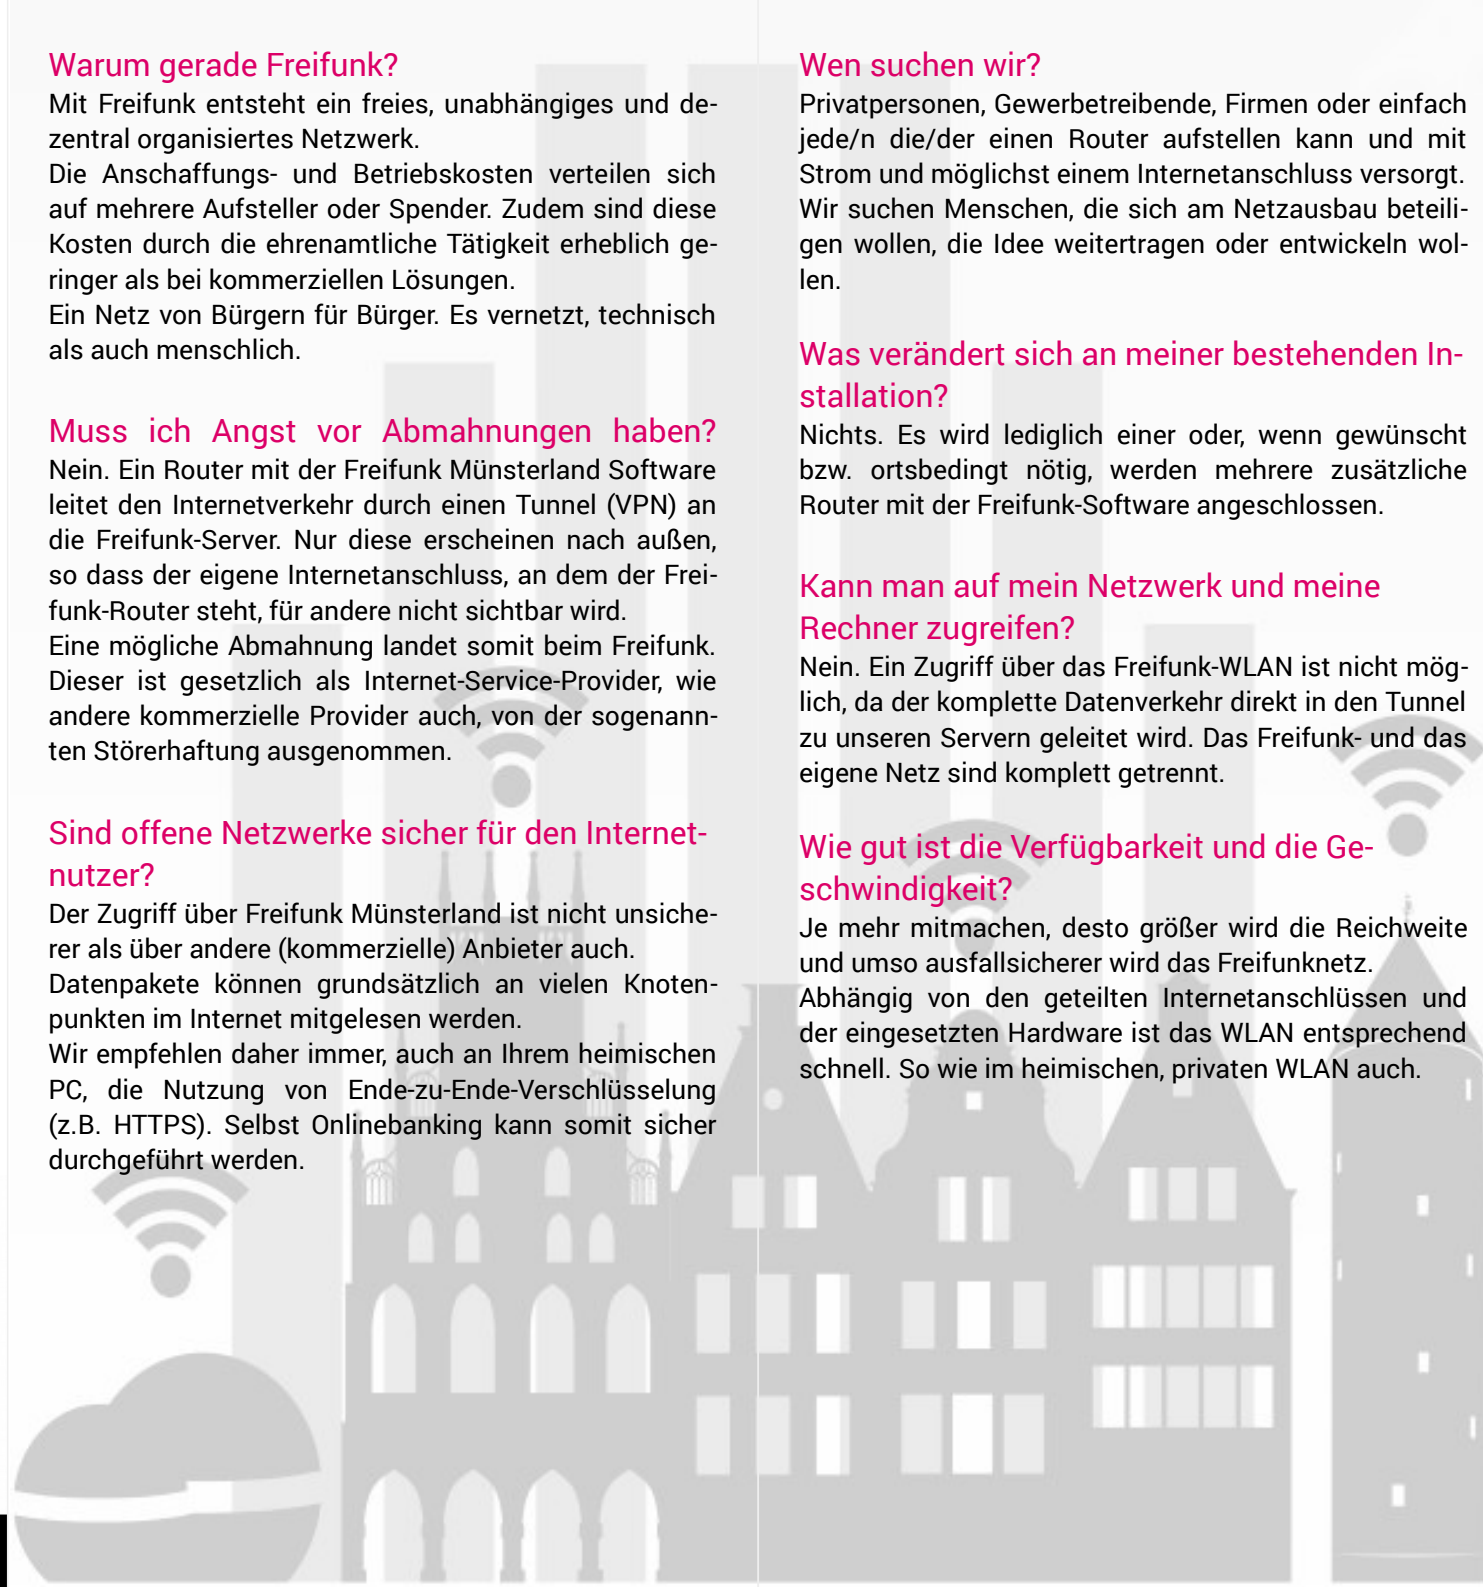 Warum gerade Freifunk?
Mit Freifunk entsteht ein freies, unabhängiges und de-
zentral organisiertes Netzwerk.
Die Anschaffungs- und Betriebskosten verteilen sich
auf mehrere Aufsteller oder Spender. Zudem sind diese
Kosten durch die ehrenamtliche Tätigkeit erheblich ge-
ringer als bei kommerziellen Lösungen.
Ein Netz von Bürgern für Bürger. Es vernetzt, technisch
als auch menschlich.
Muss ich Angst vor Abmahnungen haben?
Nein. Ein Router mit der Freifunk Münsterland Software
leitet den Internetverkehr durch einen Tunnel (VPN) an
die Freifunk-Server. Nur diese erscheinen nach außen,
so dass der eigene Internetanschluss, an dem der Frei-
funk-Router steht, für andere nicht sichtbar wird.
Eine mögliche Abmahnung landet somit beim Freifunk.
Dieser ist gesetzlich als Internet-Service-Provider, wie
andere kommerzielle Provider auch, von der sogenann-
ten Störerhaftung ausgenommen.
Sind offene Netzwerke sicher für den Internet-
nutzer?
Der Zugriff über Freifunk Münsterland ist nicht unsiche-
rer als über andere (kommerzielle) Anbieter auch.
Datenpakete können grundsätzlich an vielen Knoten-
punkten im Internet mitgelesen werden.
Wir empfehlen daher immer, auch an Ihrem heimischen
PC, die Nutzung von Ende-zu-Ende-Verschlüsselung
(z.B. HTTPS). Selbst Onlinebanking kann somit sicher
durchgeführt werden.
Wen suchen wir?
Privatpersonen, Gewerbetreibende, Firmen oder einfach
jede/n die/der einen Router aufstellen kann und mit
Strom und möglichst einem Internetanschluss versorgt.
Wir suchen Menschen, die sich am Netzausbau beteili-
gen wollen, die Idee weitertragen oder entwickeln wol-
len.
Was verändert sich an meiner bestehenden In-
stallation?
Nichts. Es wird lediglich einer oder, wenn gewünscht
bzw. ortsbedingt nötig, werden mehrere zusätzliche
Router mit der Freifunk-Software angeschlossen.
Kann man auf mein Netzwerk und meine
Rechner zugreifen?
Nein. Ein Zugriff über das Freifunk-WLAN ist nicht mög-
lich, da der komplette Datenverkehr direkt in den Tunnel
zu unseren Servern geleitet wird. Das Freifunk- und das
eigene Netz sind komplett getrennt.
Wie gut ist die Verfügbarkeit und die Ge-
schwindigkeit?
Je mehr mitmachen, desto größer wird die Reichweite
und umso ausfallsicherer wird das Freifunknetz.
Abhängig von den geteilten Internetanschlüssen und
der eingesetzten Hardware ist das WLAN entsprechend
schnell. So wie im heimischen, privaten WLAN auch.